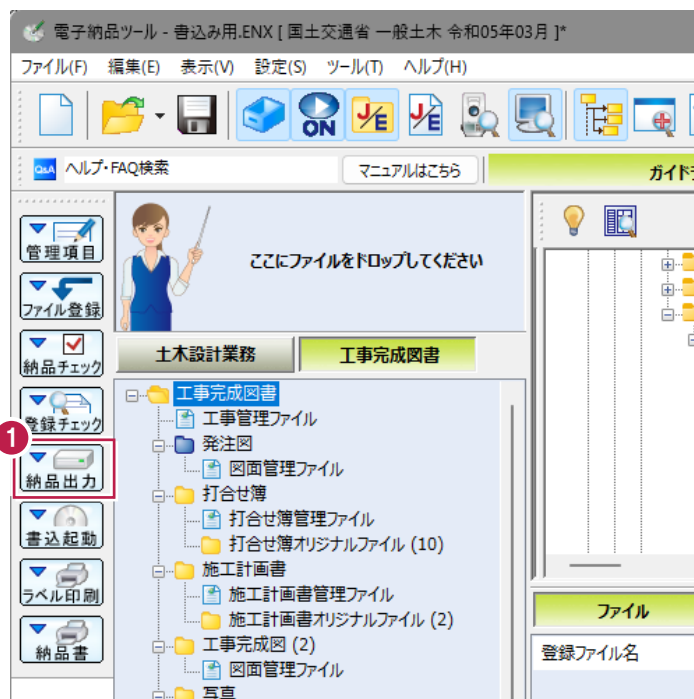 電子納品ツール - 書込み用.ENX [ 国土交通省 一般土木 令和05年03月 ]*
ファイル(F) 編集(E) 表示(V) 設定(S) ツール(T) ヘルプ(H)
ON J/E J/E
Q&A ヘルプ・FAQ検索 マニュアルはこちら ガイド
管理項目
ファイル登録
納品チェック
登録チェック
1
納品出力
書込起動
ラベル印刷
納品書
ここにファイルをドロップしてください
土木設計業務 工事完成図書
工事完成図書
工事管理ファイル
発注図
図面管理ファイル
打合せ簿
打合せ簿管理ファイル
打合せ簿オリジナルファイル (10)
施工計画書
施工計画書管理ファイル
施工計画書オリジナルファイル (2)
工事完成図 (2)
図面管理ファイル
写真
ファイル
登録ファイル名